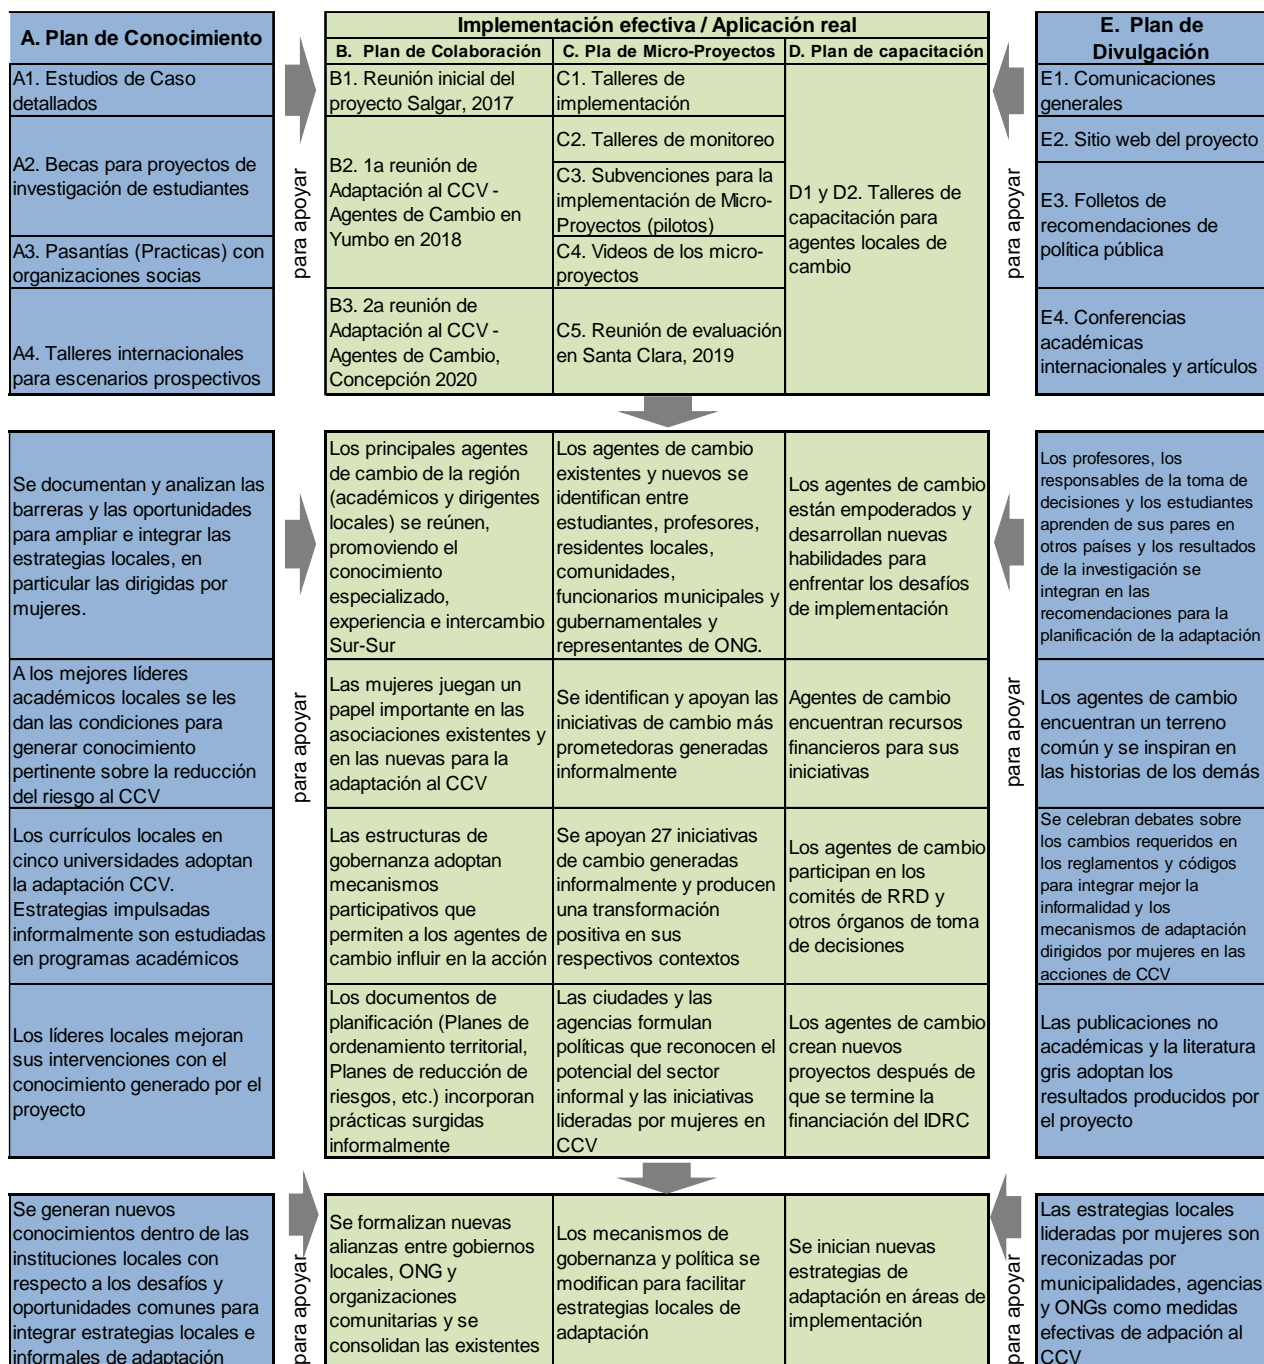 A. Plan de Conocimiento
Implementación efectiva / Aplicación real
B. Plan de Colaboración
C. Pla de Micro-Proyectos
D. Plan de capacitación
E. Plan de
Divulgación
A1. Estudios de Caso
detallados
A2. Becas para proyectos de
investigación de estudiantes
A3. Pasantías (Practicas) con
organizaciones socias
A4. Talleres internacionales
para escenarios prospectivos
para apoyar
B1. Reunión inicial del
proyecto Salgar, 2017
B2. 1a reunión de
Adaptación al CCV -
Agentes de Cambio en
Yumbo en 2018
B3. 2a reunión de
Adaptación al CCV -
Agentes de Cambio,
Concepción 2020
C1. Talleres de
implementación
C2. Talleres de monitoreo
C3. Subvenciones para la
implementación de Micro-
Proyectos (pilotos)
C4. Videos de los micro-
proyectos
C5. Reunión de evaluación
en Santa Clara, 2019
D1 y D2. Talleres de
capacitación para
agentes locales de
cambio
para apoyar
E1. Comunicaciones
generales
E2. Sitio web del proyecto
E3. Folletos de
recomendaciones de
política pública
E4. Conferencias
académicas
internacionales y artículos
Se documentan y analizan las
barreras y las oportunidades
para ampliar e integrar las
estrategias locales, en
particular las dirigidas por
mujeres.
A los mejores líderes
académicos locales se les
dan las condiciones para
generar conocimiento
pertinente sobre la reducción
del riesgo al CCV
Los currículos locales en
cinco universidades adoptan
la adaptación CCV.
Estrategias impulsadas
informalmente son estudiadas
en programas académicos
Los líderes locales mejoran
sus intervenciones con el
conocimiento generado por el
proyecto
para apoyar
Los principales agentes
de cambio de la región
(académicos y dirigentes
locales) se reúnen,
promoviendo el
conocimiento
especializado,
experiencia e intercambio
Sur-Sur
Las mujeres juegan un
papel importante en las
asociaciones existentes y
en las nuevas para la
adaptación al CCV
Las estructuras de
gobernanza adoptan
mecanismos
participativos que
permiten a los agentes de
cambio influir en la acción
Los documentos de
planificación (Planes de
ordenamiento territorial,
Planes de reducción de
riesgos, etc.) incorporan
prácticas surgidas
informalmente
Los agentes de cambio
existentes y nuevos se
identifican entre
estudiantes, profesores,
residentes locales,
comunidades,
funcionarios municipales y
gubernamentales y
representantes de ONG.
Se identifican y apoyan las
iniciativas de cambio más
prometedoras generadas
informalmente
Se apoyan 27 iniciativas
de cambio generadas
informalmente y producen
una transformación
positiva en sus
respectivos contextos
Las ciudades y las
agencias formulan
políticas que reconocen el
potencial del sector
informal y las iniciativas
lideradas por mujeres en
CCV
Los agentes de cambio
están empoderados y
desarrollan nuevas
habilidades para
enfrentar los desafíos
de implementación
Agentes de cambio
encuentran recursos
financieros para sus
iniciativas
Los agentes de cambio
participan en los
comités de RRD y
otros órganos de toma
de decisiones
Los agentes de cambio
crean nuevos
proyectos después de
que se termine la
financiación del IDRC
para apoyar
Los profesores, los
responsables de la toma de
decisiones y los estudiantes
aprenden de sus pares en
otros países y los resultados
de la investigación se
integran en las
recomendaciones para la
planificación de la adaptación
Los agentes de cambio
encuentran un terreno
común y se inspiran en
las historias de los demás
Se celebran debates sobre
los cambios requeridos en
los reglamentos y códigos
para integrar mejor la
informalidad y los
mecanismos de adaptación
dirigidos por mujeres en las
acciones de CCV
Las publicaciones no
académicas y la literatura
gris adoptan los
resultados producidos por
el proyecto
Se generan nuevos
conocimientos dentro de las
instituciones locales con
respecto a los desafíos y
oportunidades comunes para
integrar estrategias locales e
informales de adaptación
para apoyar
Se formalizan nuevas
alianzas entre gobiernos
locales, ONG y
organizaciones
comunitarias y se
consolidan las existentes
Los mecanismos de
gobernanza y política se
modifican para facilitar
estrategias locales de
adaptación
Se inician nuevas
estrategias de
adaptación en áreas de
implementación
para apoyar
Las estrategias locales
lideradas por mujeres son
reconizadas por
municipalidades, agencias
y ONGs como medidas
efectivas de adpación al
CCV